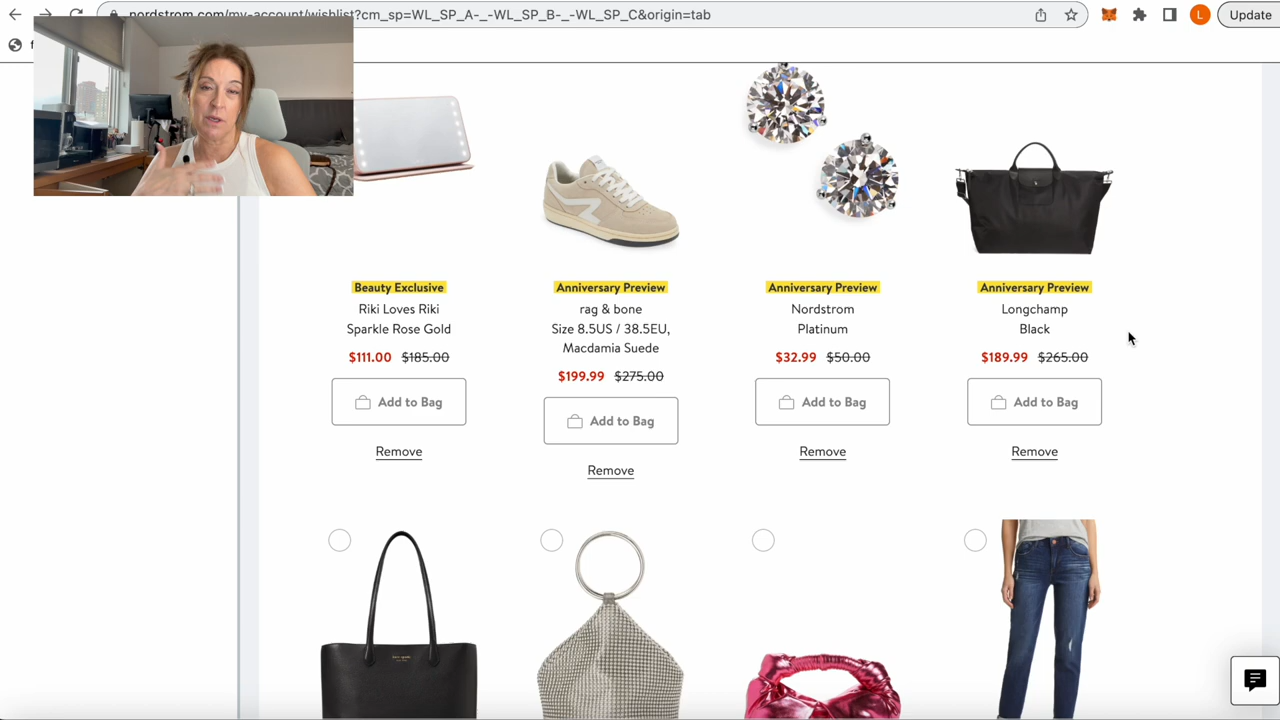 nordstrom.com/my-account/wishlist?cm_sp=WL_SP_A-_-WL_SP_B-_-WL_SP_C&origin=tab
L
Update
Beauty Exclusive
Riki Loves Riki
Sparkle Rose Gold
$111.00 $185.00
Add to Bag
Remove
Anniversary Preview
rag & bone
Size 8.5US / 38.5EU,
Macdamia Suede
$199.99 $275.00
Add to Bag
Remove
Anniversary Preview
Nordstrom
Platinum
$32.99 $50.00
Add to Bag
Remove
Anniversary Preview
Longchamp
Black
$189.99 $265.00
Add to Bag
Remove
kate spade